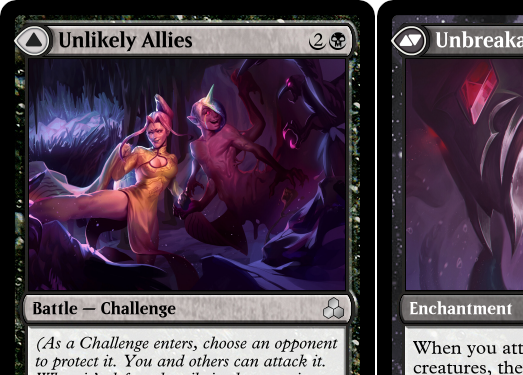 Unlikely Allies 2
Unbreaka
Battle — Challenge
Enchantment
(As a Challenge enters, choose an opponent
to protect it. You and others can attack it.
When you att
creatures, the